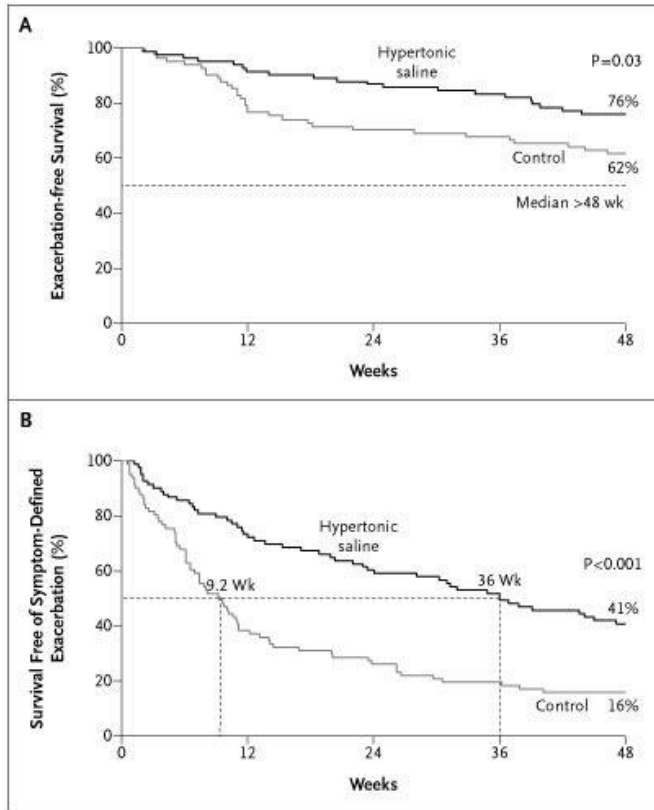 A
Exacerbation-free Survival (%)
100
80
60
40
20
0
Hypertonic
saline
P=0.03
76%
Control
62%
Median >48 wk
0 12 24 36 48
Weeks
B
Survival Free of Symptom-Defined
Exacerbation (%)
100
80
60
40
20
0
Hypertonic
saline
P<0.001
9.2 Wk
36 Wk
41%
Control
16%
0 12 24 36 48
Weeks